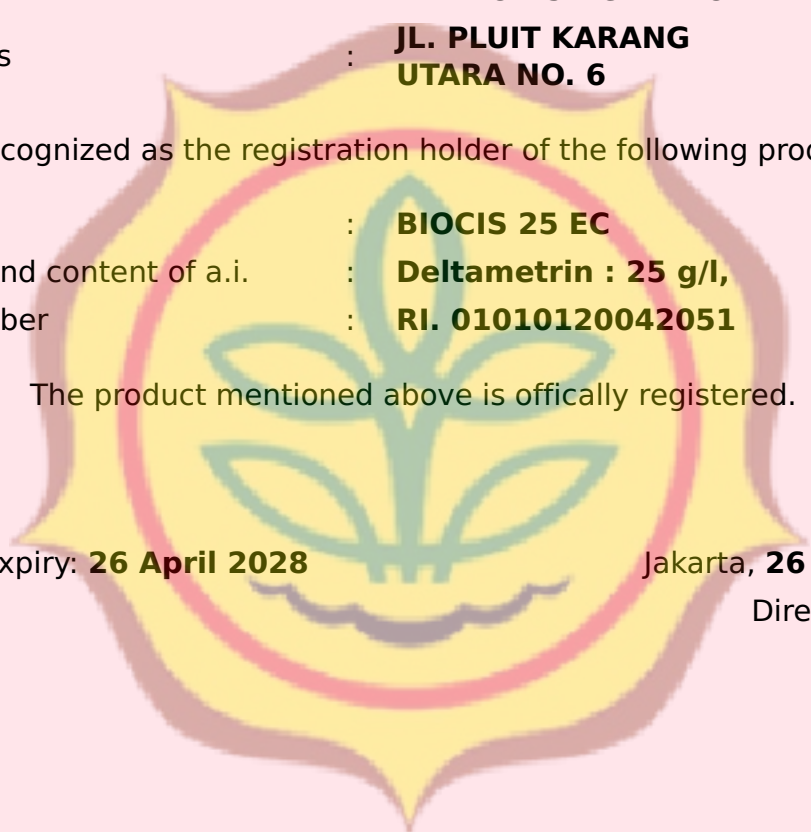 JL. PLUIT KARANG
s : UTARA NO. 6
cognized as the registration holder of the following prod
: BIOCIS 25 EC
nd content of a.i. : Deltametrin : 25 g/l,
ber : RI. 01010120042051
The product mentioned above is offically registered.
xpiry: 26 April 2028 Jakarta, 26
Dire